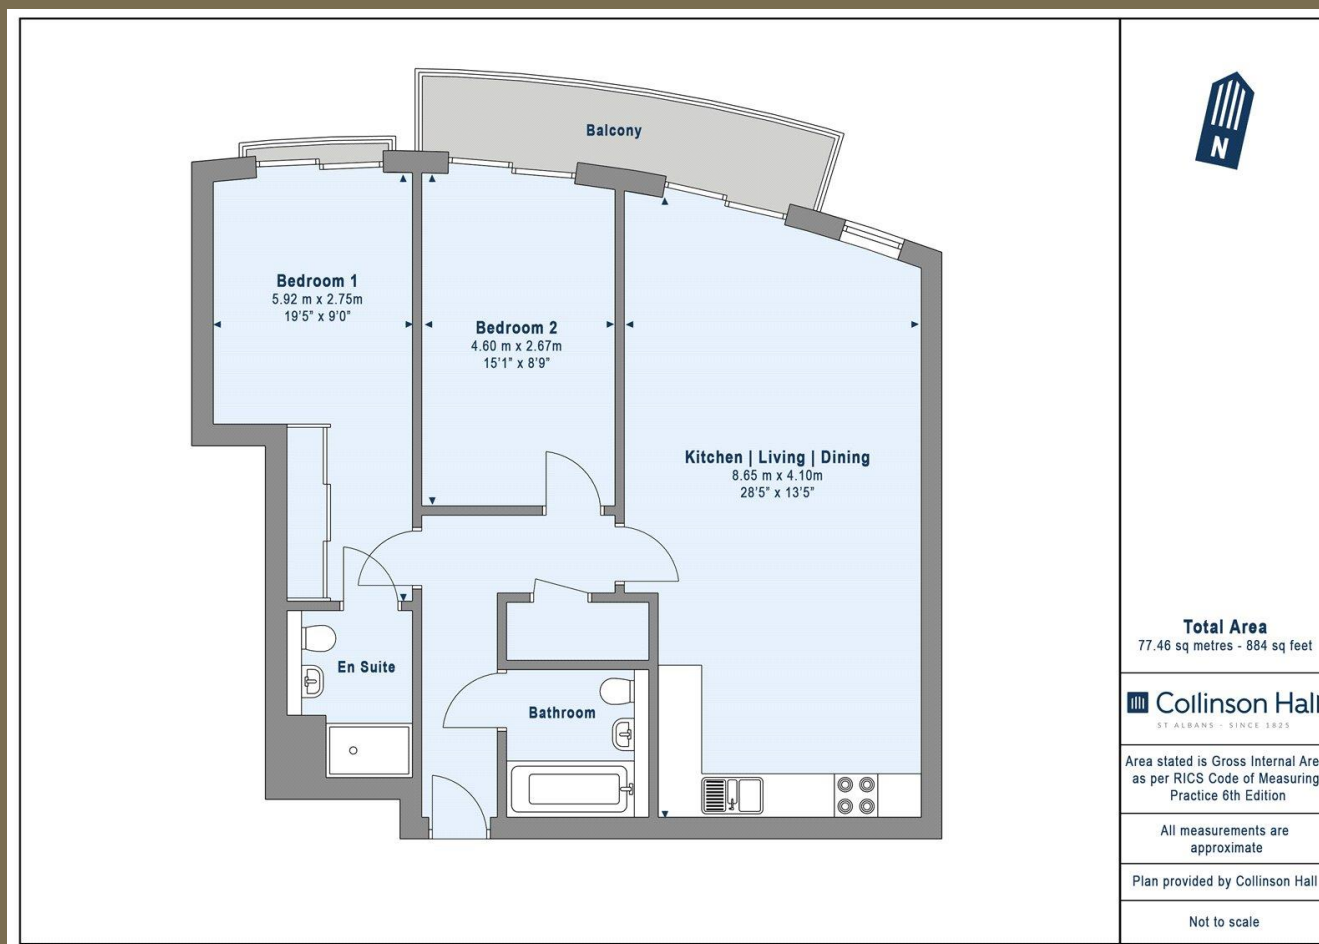 Balcony
Bedroom 1
5.92 m x 2.75m
19'5" x 9'0"
Bedroom 2
4.60 m x 2.67m
15'1" x 8'9"
Kitchen | Living | Dining
8.65 m x 4.10m
28'5" x 13'5"
En Suite
Bathroom
N
Total Area
77.46 sq metres - 884 sq feet
Collinson Hall
ST ALBANS - SINCE 1825
Area stated is Gross Internal Are
as per RICS Code of Measuring
Practice 6th Edition
All measurements are
approximate
Plan provided by Collinson Hall
Not to scale